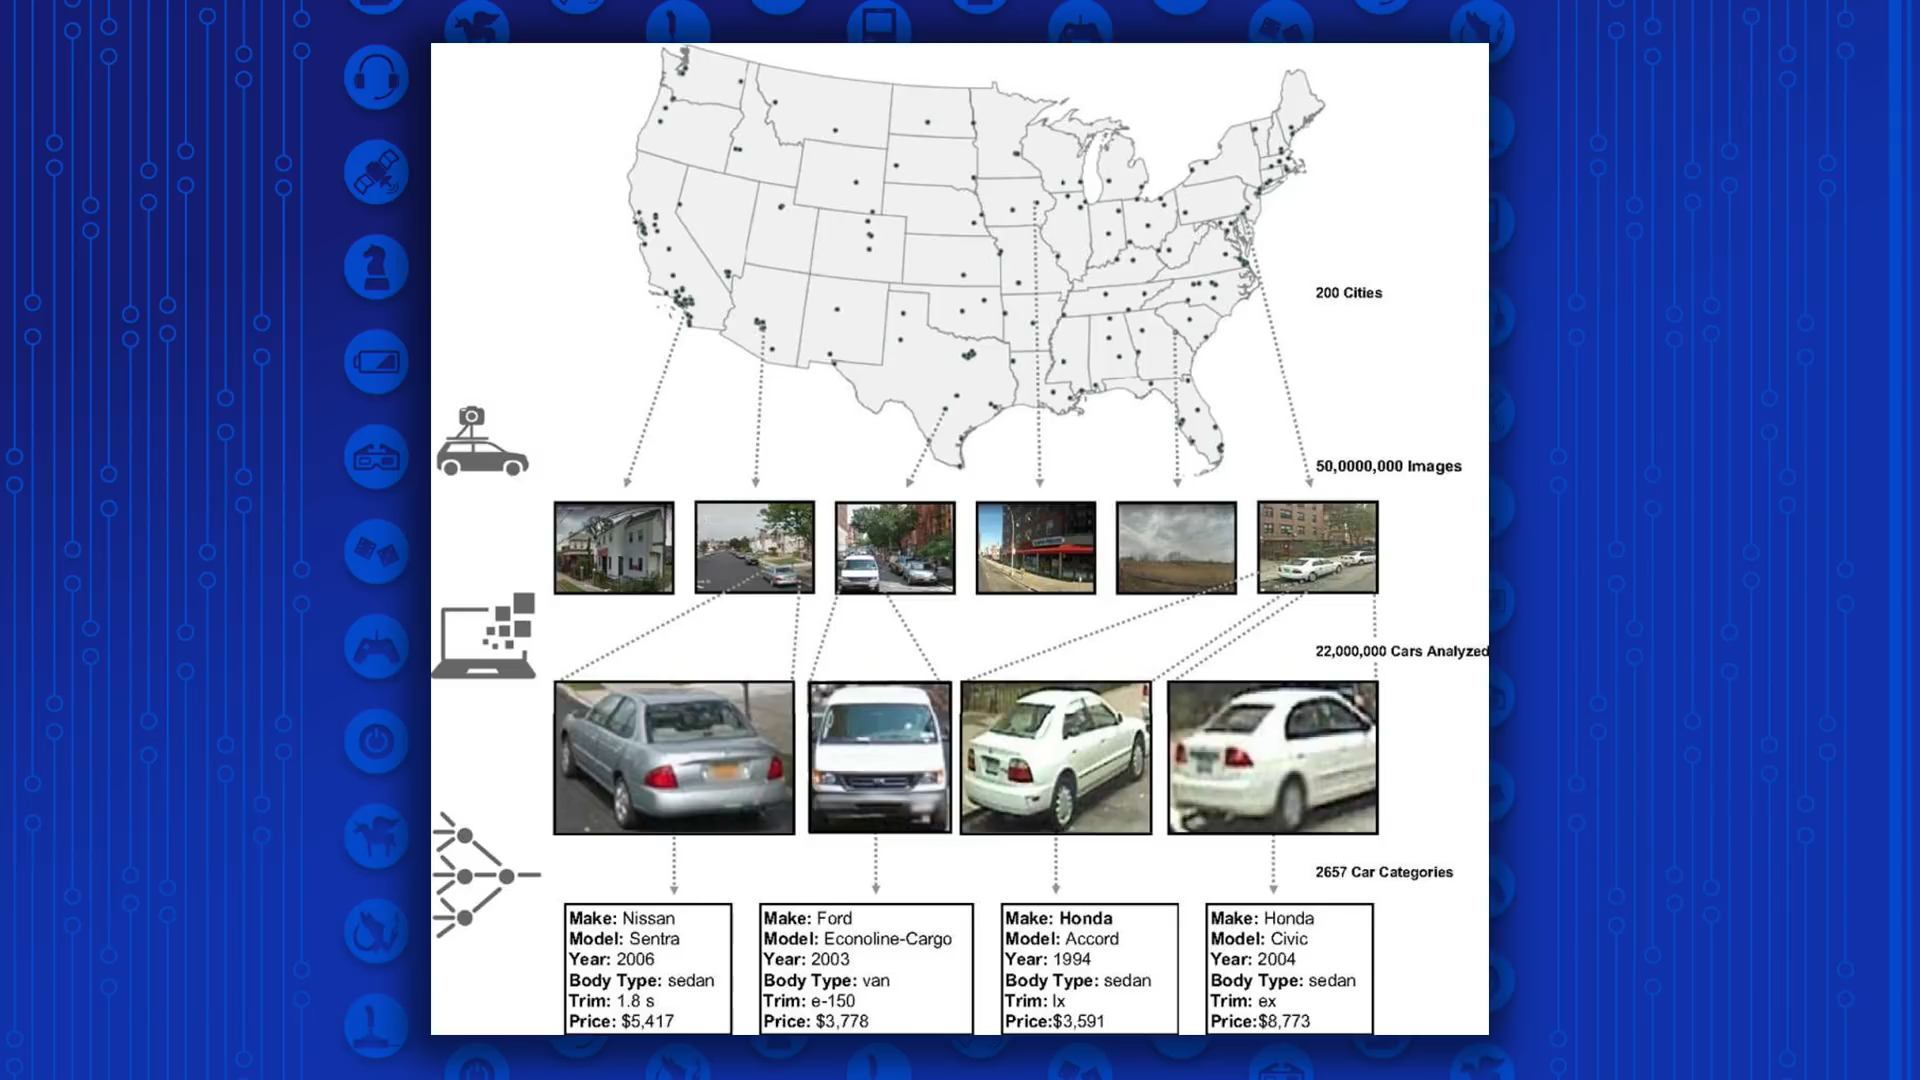 200 Cities
50,0000,000 Images
22,000,000 Cars Analyzed
2657 Car Categories
Make: Nissan
Model: Sentra
Year: 2006
Body Type: sedan
Trim: 1.8 s
Price: $5,417
Make: Ford
Model: Econoline-Cargo
Year: 2003
Body Type: van
Trim: e-150
Price: $3,778
Make: Honda
Model: Accord
Year: 1994
Body Type: sedan
Trim: lx
Price:$3,591
Make: Honda
Model: Civic
Year: 2004
Body Type: sedan
Trim: ex
Price:$8,773